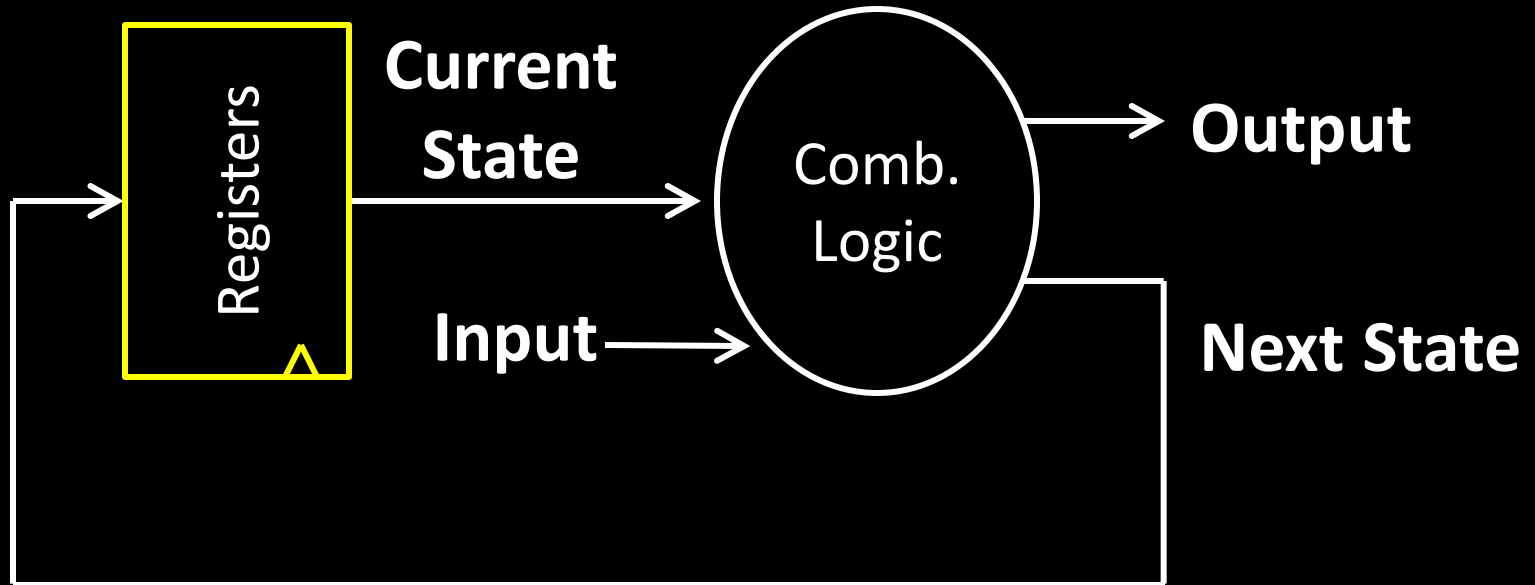 Registers
Current
State
Input
Comb.
Logic
Output
Next State